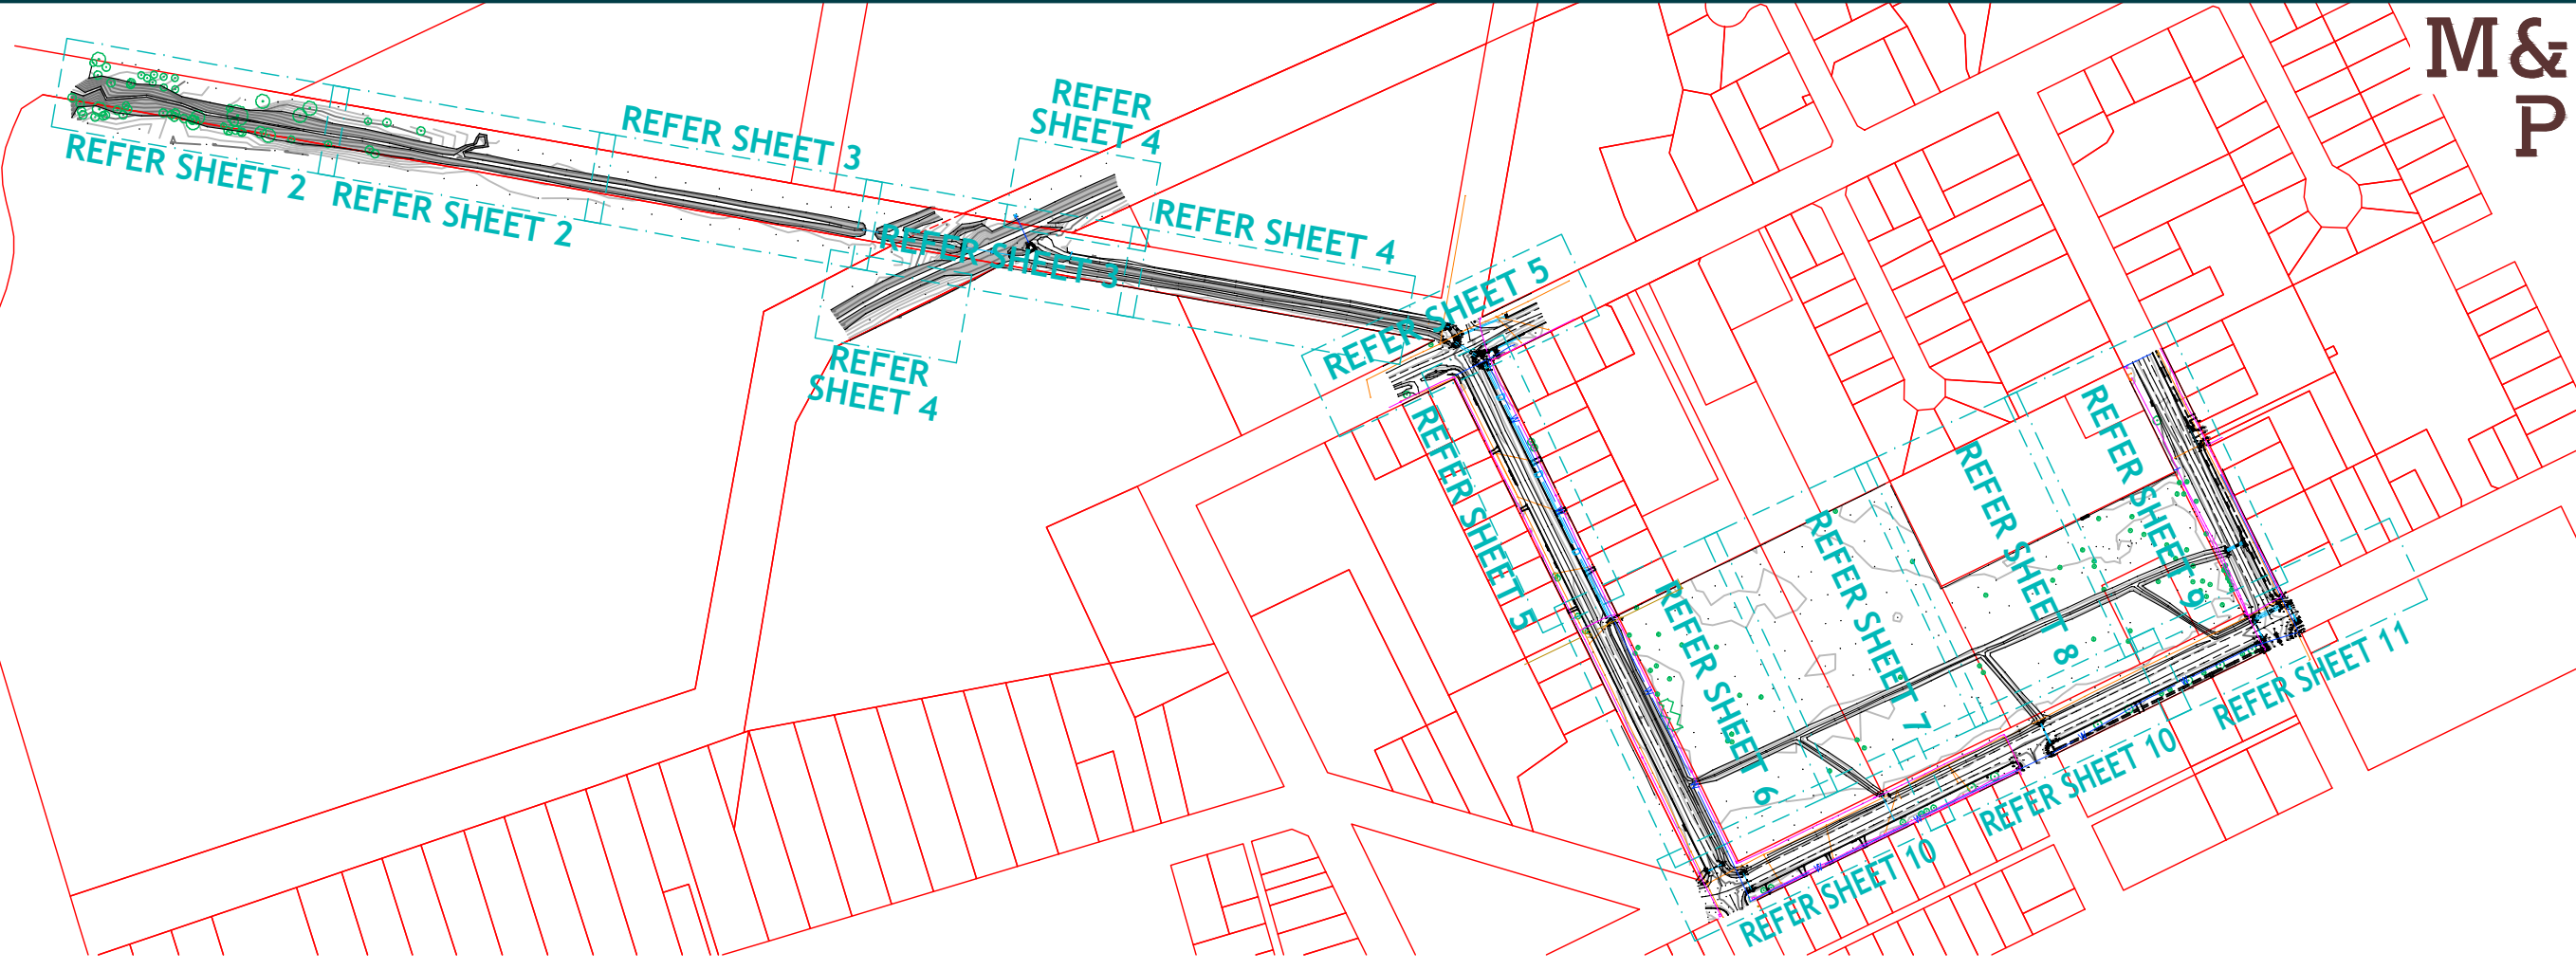 M&
P
REFER SHEET 2
REFER SHEET 2
REFER SHEET 3
REFER
SHEET 4
REFER SHEET 3
REFER SHEET 4
REFER
SHEET 4
REFER SHEET 5
REFER SHEET 5
REFER SHEET 6
REFER SHEET 7
REFER SHEET 8
REFER SHEET 9
REFER SHEET 10
REFER SHEET 10
REFER SHEET 11